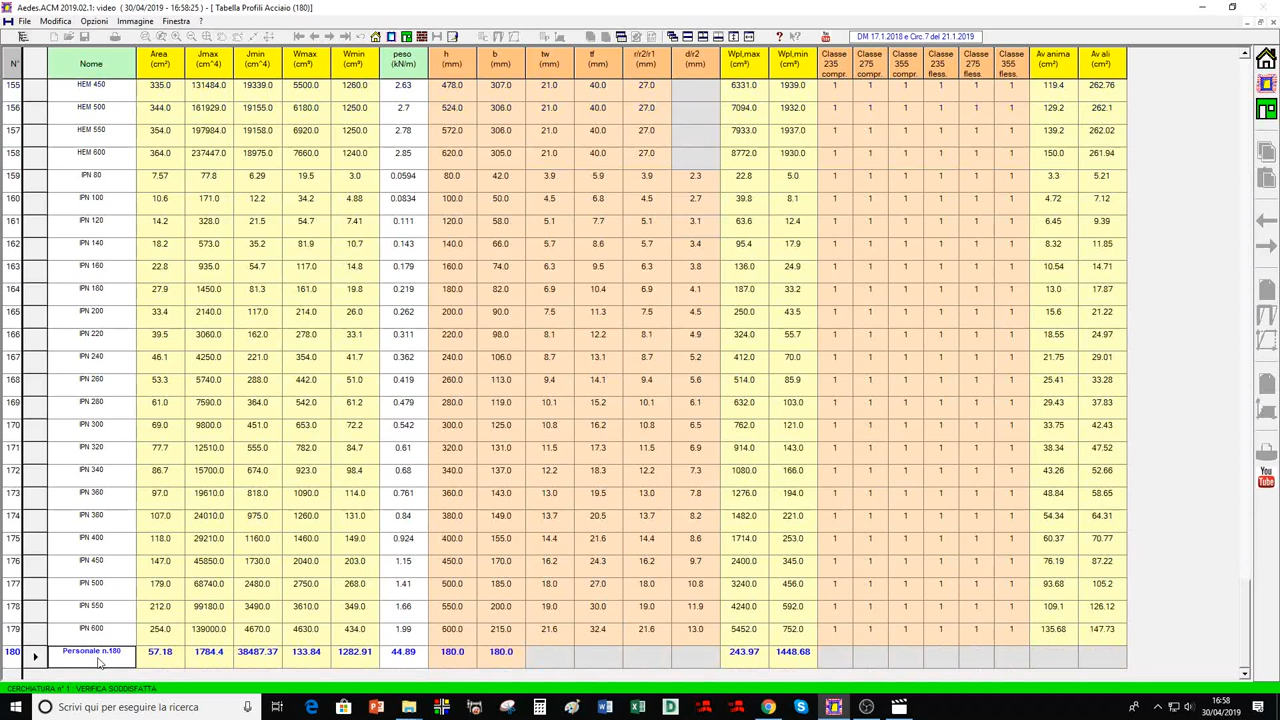 Aedes.ACM 2019.02.1: video ( 30/04/2019 - 16:58:25 ) - [ Tabella Profili Acciaio (180)]
File Modifica Opzioni Immagine Finestra ?
DM 17.1.2018 e Circ.7 del 21.1.2019
N° Nome Area (cm²) Jmax (cm^4) Jmin (cm^4) Wmax (cm³) Wmin (cm³) peso (kN/m) h (mm) b (mm) tw (mm) tf (mm) r/r2/r1 (mm) d/r2 (mm) Wpl,max (cm³) Wpl,min (cm³) Classe 235 compr. Classe 275 compr. Classe 355 compr. Classe 235 fless. Classe 275 fless. Classe 355 fless. Av anima (cm²) Av ali (cm²)
155 HEM 450 335.0 131484.0 19339.0 5500.0 1260.0 2.63 478.0 307.0 21.0 40.0 27.0 6331.0 1939.0 1 1 1 1 1 1 119.4 262.76
156 HEM 500 344.0 161929.0 19155.0 6180.0 1250.0 2.7 524.0 306.0 21.0 40.0 27.0 7094.0 1932.0 1 1 1 1 1 1 129.2 262.1
157 HEM 550 354.0 197984.0 19158.0 6920.0 1250.0 2.78 572.0 306.0 21.0 40.0 27.0 7933.0 1937.0 1 1 1 1 1 1 139.2 262.02
158 HEM 600 364.0 237447.0 18975.0 7660.0 1240.0 2.85 620.0 305.0 21.0 40.0 27.0 8772.0 1930.0 1 1 1 1 1 1 150.0 261.94
159 IPN 80 7.57 77.8 6.29 19.5 3.0 0.0594 80.0 42.0 3.9 5.9 3.9 2.3 22.8 5.0 1 1 1 1 1 1 3.3 5.21
160 IPN 100 10.6 171.0 12.2 34.2 4.88 0.0834 100.0 50.0 4.5 6.8 4.5 2.7 39.8 8.1 1 1 1 1 1 1 4.72 7.12
161 IPN 120 14.2 328.0 21.5 54.7 7.41 0.111 120.0 58.0 5.1 7.7 5.1 3.1 63.6 12.4 1 1 1 1 1 1 6.45 9.39
162 IPN 140 18.2 573.0 35.2 81.9 10.7 0.143 140.0 66.0 5.7 8.6 5.7 3.4 95.4 17.9 1 1 1 1 1 1 8.32 11.85
163 IPN 160 22.8 935.0 54.7 117.0 14.8 0.179 160.0 74.0 6.3 9.5 6.3 3.8 136.0 24.9 1 1 1 1 1 1 10.54 14.71
164 IPN 180 27.9 1450.0 81.3 161.0 19.8 0.219 180.0 82.0 6.9 10.4 6.9 4.1 187.0 33.2 1 1 1 1 1 1 13.0 17.87
165 IPN 200 33.4 2140.0 117.0 214.0 26.0 0.262 200.0 90.0 7.5 11.3 7.5 4.5 250.0 43.5 1 1 1 1 1 1 15.6 21.22
166 IPN 220 39.5 3060.0 162.0 278.0 33.1 0.311 220.0 98.0 8.1 12.2 8.1 4.9 324.0 55.7 1 1 1 1 1 1 18.55 24.97
167 IPN 240 46.1 4250.0 221.0 354.0 41.7 0.362 240.0 106.0 8.7 13.1 8.7 5.2 412.0 70.0 1 1 1 1 1 1 21.75 29.01
168 IPN 260 53.3 5740.0 288.0 442.0 51.0 0.419 260.0 113.0 9.4 14.1 9.4 5.6 514.0 85.9 1 1 1 1 1 1 25.41 33.28
169 IPN 280 61.0 7590.0 364.0 542.0 61.2 0.479 280.0 119.0 10.1 15.2 10.1 6.1 632.0 103.0 1 1 1 1 1 1 29.43 37.83
170 IPN 300 69.0 9800.0 451.0 653.0 72.2 0.542 300.0 125.0 10.8 16.2 10.8 6.5 762.0 121.0 1 1 1 1 1 1 33.75 42.43
171 IPN 320 77.7 12510.0 555.0 782.0 84.7 0.61 320.0 131.0 11.5 17.3 11.5 6.9 914.0 143.0 1 1 1 1 1 1 38.34 47.52
172 IPN 340 86.7 15700.0 674.0 923.0 98.4 0.68 340.0 137.0 12.2 18.3 12.2 7.3 1080.0 166.0 1 1 1 1 1 1 43.26 52.66
173 IPN 360 97.0 19610.0 818.0 1090.0 114.0 0.761 360.0 143.0 13.0 19.5 13.0 7.8 1276.0 194.0 1 1 1 1 1 1 48.84 58.65
174 IPN 380 107.0 24010.0 975.0 1260.0 131.0 0.84 380.0 149.0 13.7 20.5 13.7 8.2 1482.0 221.0 1 1 1 1 1 1 54.34 64.31
175 IPN 400 118.0 29210.0 1160.0 1460.0 149.0 0.924 400.0 155.0 14.4 21.6 14.4 8.6 1714.0 253.0 1 1 1 1 1 1 60.37 70.77
176 IPN 450 147.0 45850.0 1730.0 2040.0 203.0 1.15 450.0 170.0 16.2 24.3 16.2 9.7 2400.0 345.0 1 1 1 1 1 1 76.19 87.22
177 IPN 500 179.0 68740.0 2480.0 2750.0 268.0 1.41 500.0 185.0 18.0 27.0 18.0 10.8 3240.0 456.0 1 1 1 1 1 1 93.68 105.2
178 IPN 550 212.0 99180.0 3490.0 3610.0 349.0 1.66 550.0 200.0 19.0 30.0 19.0 11.9 4240.0 592.0 1 1 1 1 1 1 109.1 126.12
179 IPN 600 254.0 139000.0 4670.0 4630.0 434.0 1.99 600.0 215.0 21.6 32.4 21.6 13.0 5452.0 752.0 1 1 1 1 1 1 135.68 147.73
180 Personale n.180 57.18 1784.4 38487.37 133.84 1282.91 44.89 180.0 180.0 243.97 1448.68
CERCHIATURA n° 1 : VERIFICA SODDISFATTA
You Tube
Scrivi qui per eseguire la ricerca
16:58
30/04/2019